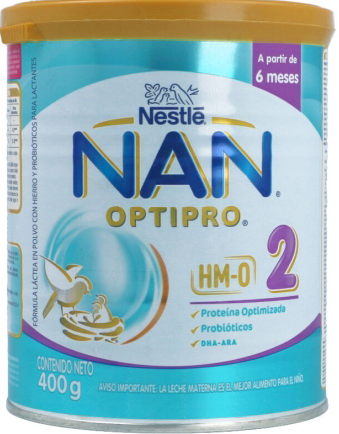 A partir de
6 meses
Nestlé
NAN
OPTIPRO
HM-O 2
Proteína Optimizada
Probióticos
DHA-ARA
FÓRMULA LÁCTEA EN POLVO CON HIERRO Y PROBIÓTICOS PARA LACTANTES
CONTENIDO NETO
400g
AVISO IMPORTANTE: LA LECHE MATERNA ES EL MEJOR ALIMENTO PARA EL NIÑO.